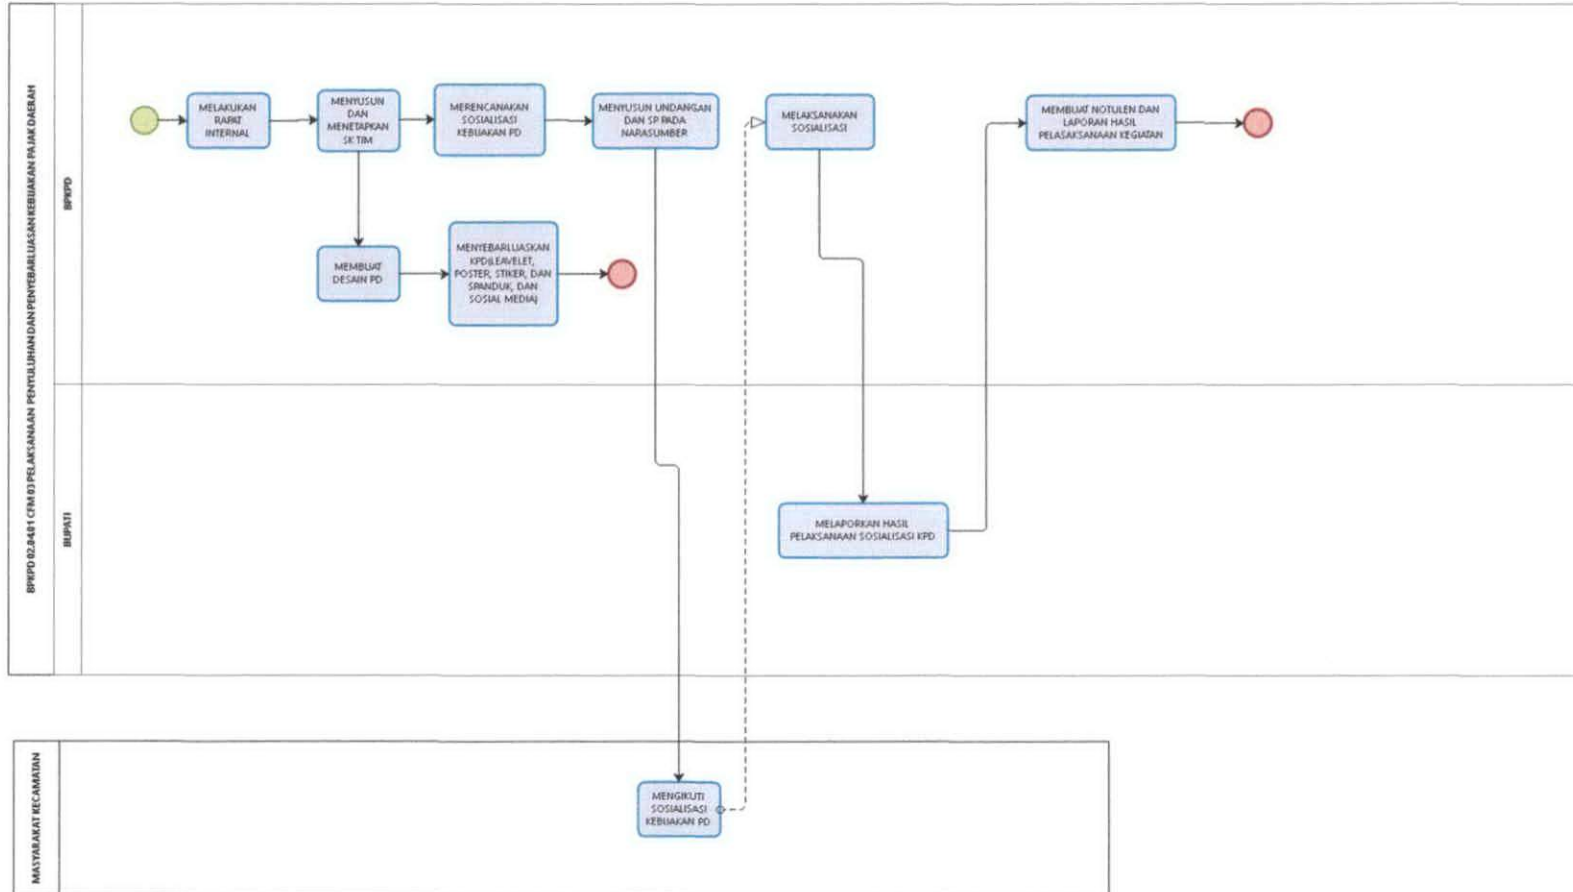 BPKPD 02.04.01 CFM 03 PELAKSANAAN PENYULUHAN DAN PENYEBARLUASAN KEBIJAKAN PAJAK DAERAH
BPKPD
MELAKUKAN
RAPAT
INTERNAL
MENYUSUN
DAN
MENETAPKAN
SK TIM
MERENCANAKAN
SOSIALISASI
KEBIJAKAN PD
MENYUSUN UNDANGAN
DAN SP PADA
NARASUMBER
MELAKSANAKAN
SOSIALISASI
MEMBUAT NOTULEN DAN
LAPORAN HASIL
PELASAKSANAAN KEGIATAN
MEMBUAT
DESAIN PD
MENYEBARLUASKAN
KPD(LEAVELET,
POSTER, STIKER, DAN
SPANDUK, DAN
SOSIAL MEDIA)
BUPATI
MELAPORKAN HASIL
PELAKSANAAN SOSIALISASI KPD
MASYARAKAT KECAMATAN
MENGIKUTI
SOSIALISASI
KEBIJAKAN PD